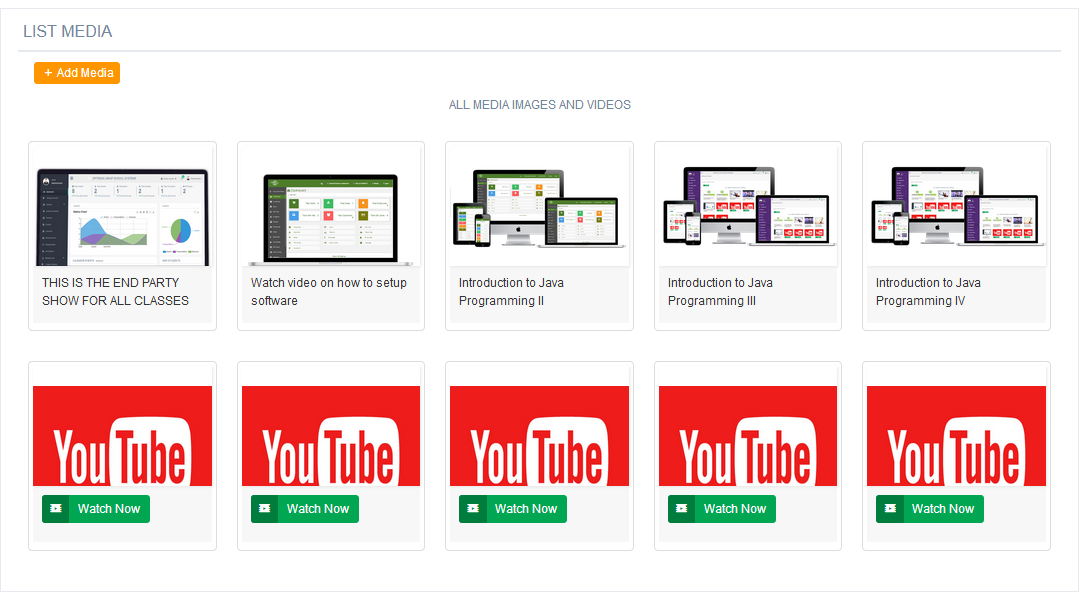 LIST MEDIA
+ Add Media
ALL MEDIA IMAGES AND VIDEOS
THIS IS THE END PARTY
SHOW FOR ALL CLASSES
Watch video on how to setup
software
Introduction to Java
Programming II
Introduction to Java
Programming III
Introduction to Java
Programming IV
YouTube
Watch Now
YouTube
Watch Now
YouTube
Watch Now
YouTube
Watch Now
YouTube
Watch Now